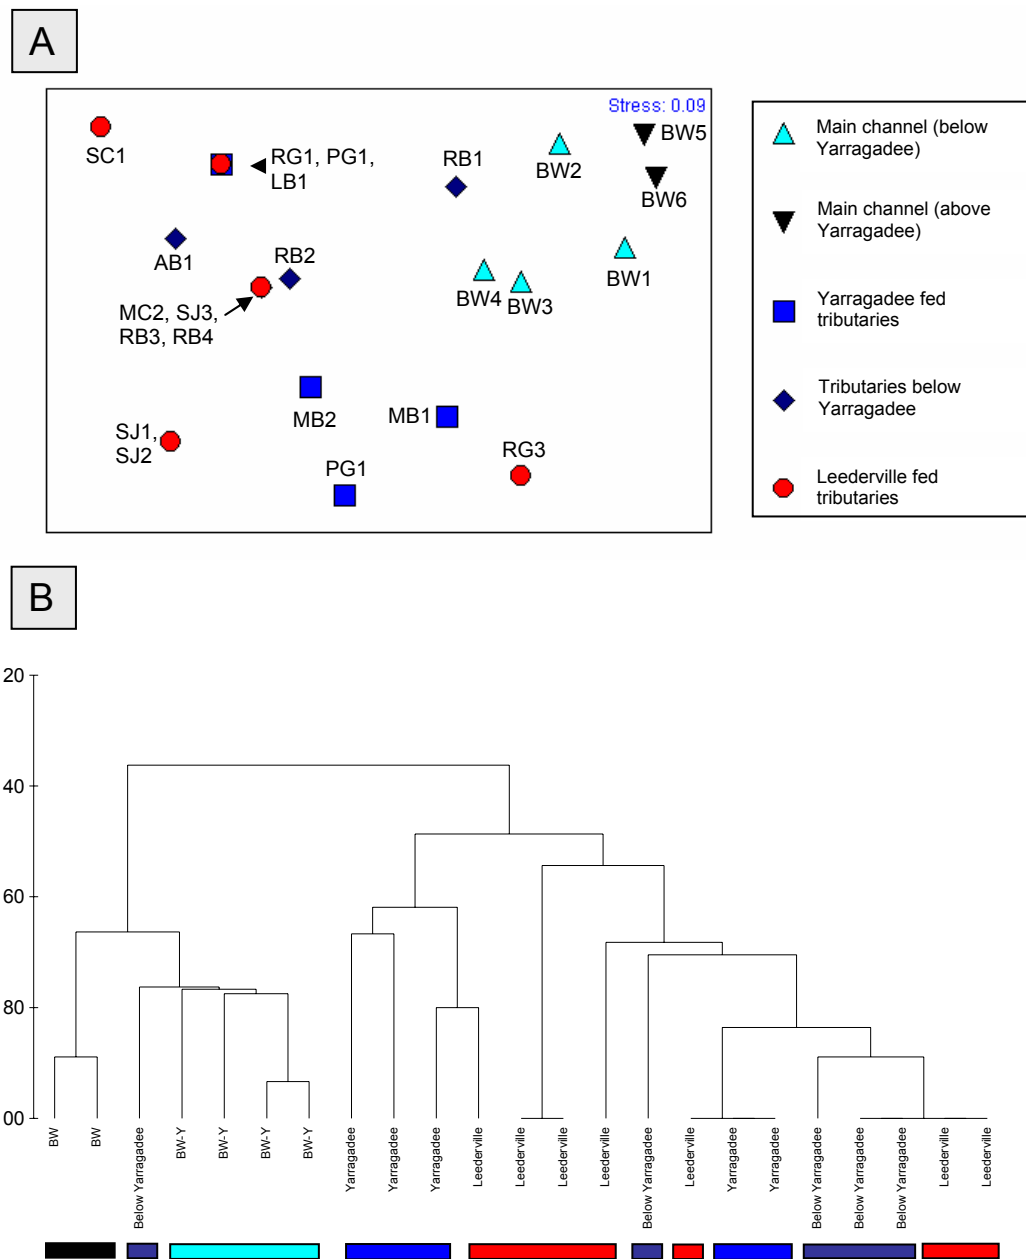 A
Stress: 0.09
SC1
RG1, PG1,
LB1
RB1
BW2
BW5
BW6
AB1
RB2
BW1
BW4
BW3
MC2, SJ3,
RB3, RB4
MB2
MB1
SJ1,
SJ2
PG1
RG3
Main channel (below
Yarragadee)
Main channel (above
Yarragadee)
Yarragadee fed
tributaries
Tributaries below
Yarragadee
Leederville fed
tributaries
B
20
40
60
80
00
BW
BW
Below Yarragadee
BW-Y
BW-Y
BW-Y
BW-Y
Yarragadee
Yarragadee
Yarragadee
Leederville
Leederville
Leederville
Leederville
Below Yarragadee
Leederville
Yarragadee
Yarragadee
Below Yarragadee
Below Yarragadee
Below Yarragadee
Leederville
Leederville